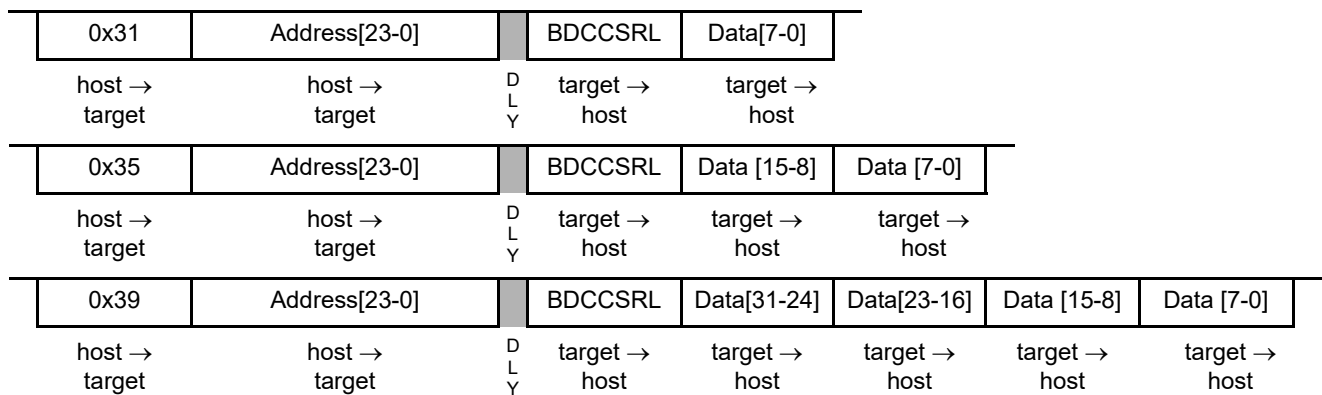 0x31 Address[23-0] BDCCSRL Data[7-0]
host → host → D target → target →
target target L host host
Y
0x35 Address[23-0] BDCCSRL Data [15-8] Data [7-0]
host → host → D target → target → target →
target target L host host host
Y
0x39 Address[23-0] BDCCSRL Data[31-24] Data[23-16] Data [15-8] Data [7-0]
host → host → D target → target → target → target → target →
target target L host host host host host
Y